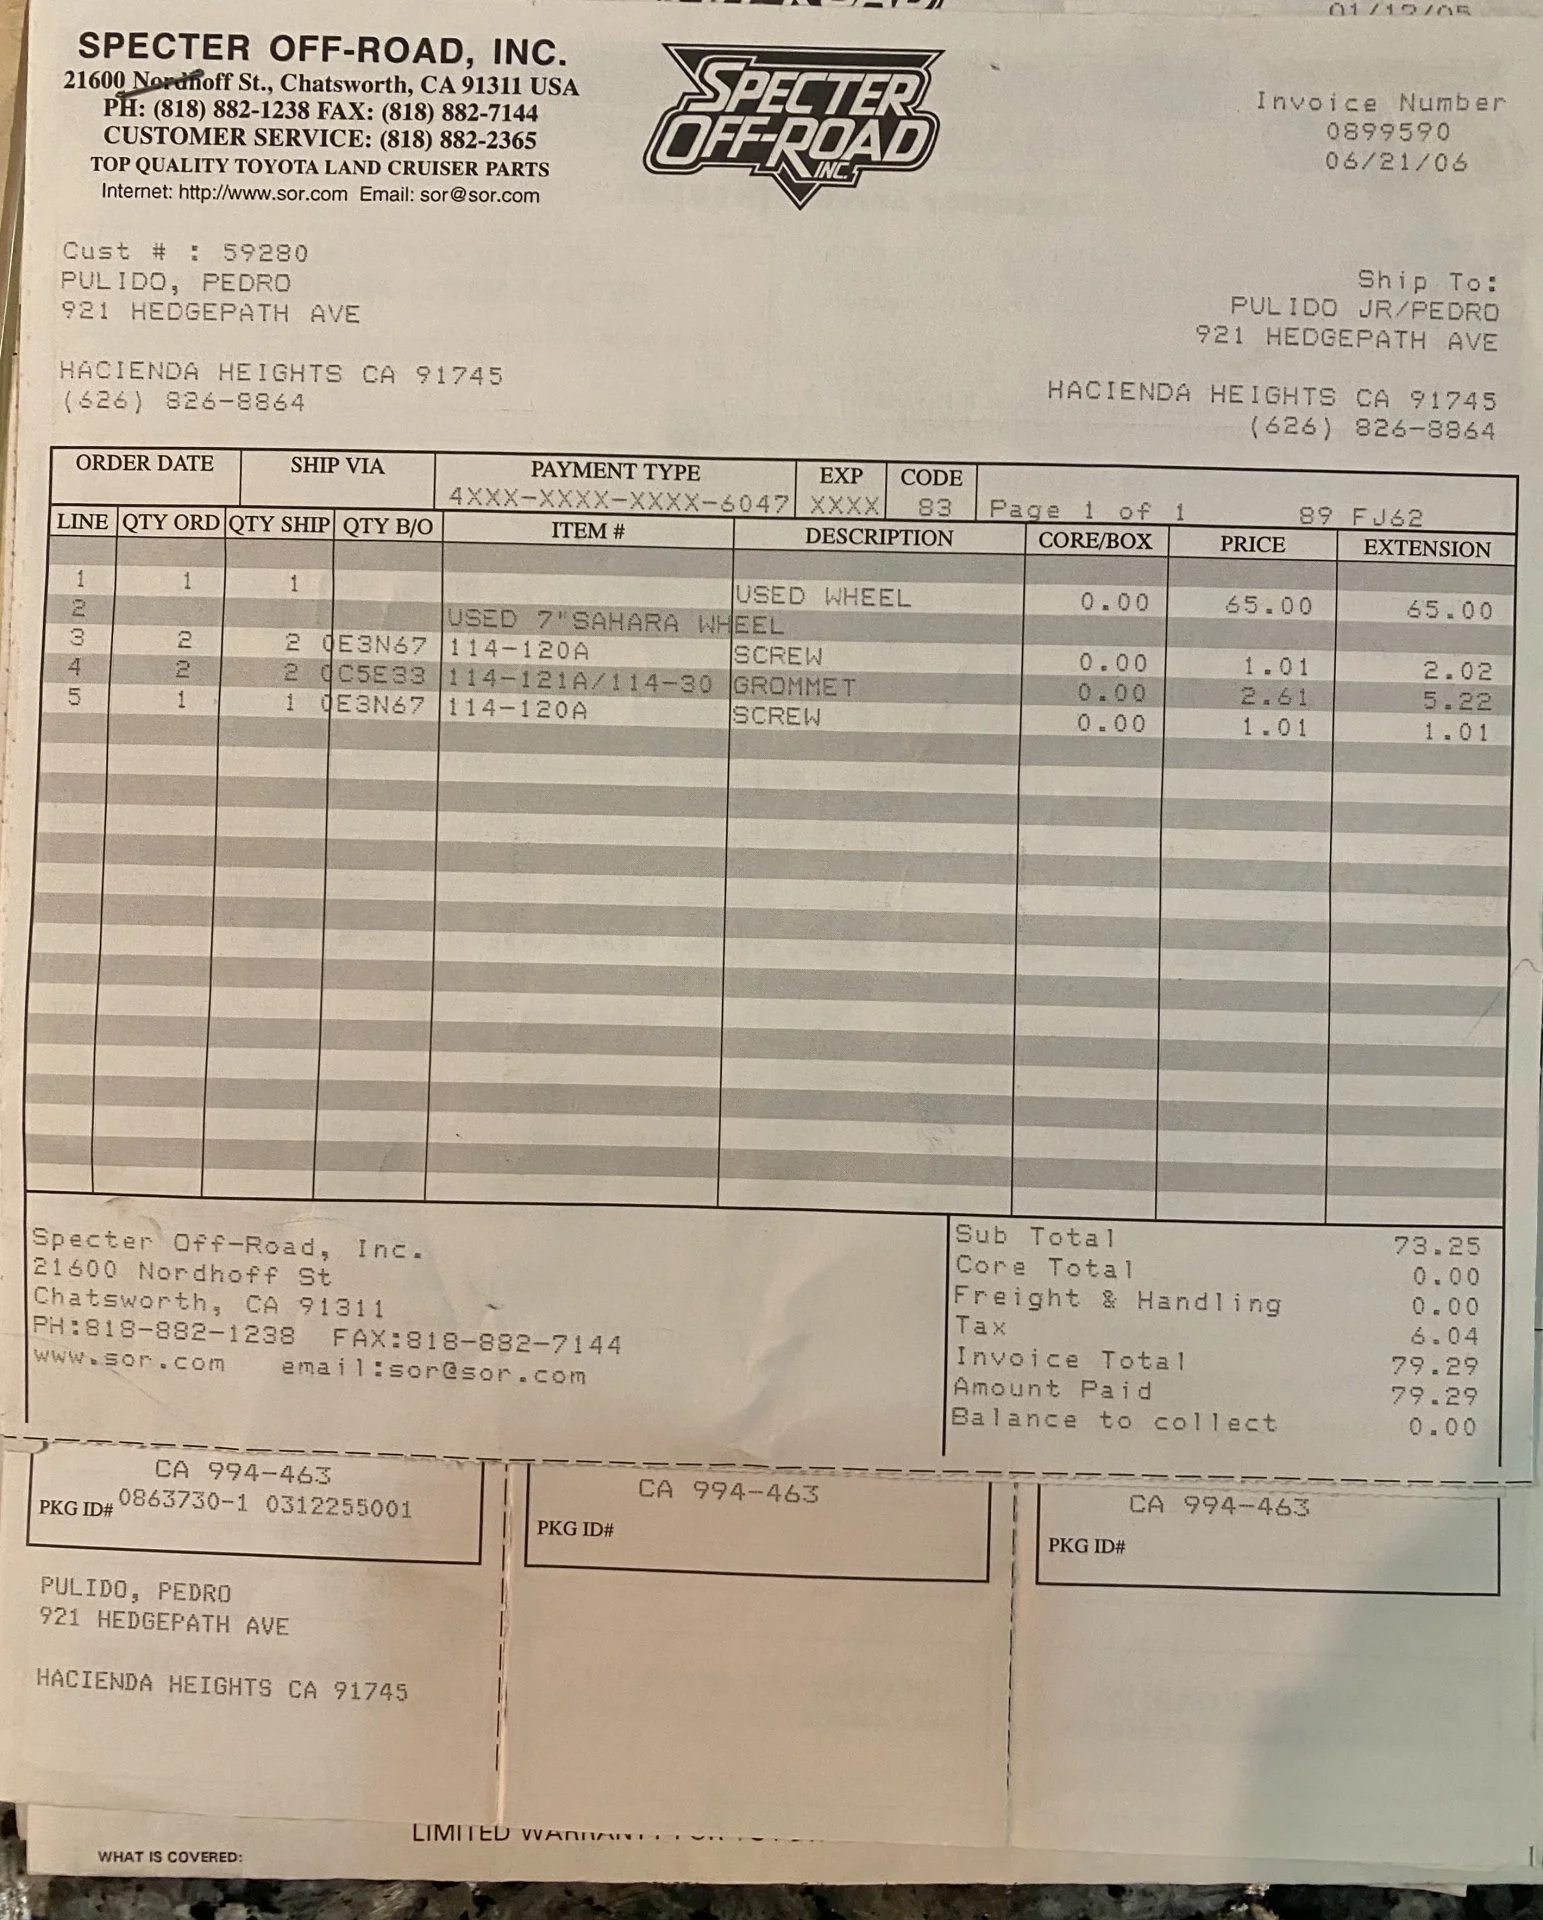 01/12/05
SPECTER OFF-ROAD, INC.
21600 Nordhoff St., Chatsworth, CA 91311 USA
PH: (818) 882-1238 FAX: (818) 882-7144
CUSTOMER SERVICE: (818) 882-2365
TOP QUALITY TOYOTA LAND CRUISER PARTS
Internet: http://www.sor.com Email: sor@sor.com
SPECTER
OFF-ROAD
INC.
Invoice Number
0899590
06/21/06
Cust # : 59280
PULIDO, PEDRO
921 HEDGEPATH AVE
HACIENDA HEIGHTS CA 91745
(626) 826-8864
Ship To:
PULIDO JR/PEDRO
921 HEDGEPATH AVE
HACIENDA HEIGHTS CA 91745
(626) 826-8864
ORDER DATE SHIP VIA PAYMENT TYPE EXP CODE
4XXX-XXXX-XXXX-6047 XXXX 83 Page 1 of 1 89 FJ62
LINE QTY ORD QTY SHIP QTY B/O ITEM # DESCRIPTION CORE/BOX PRICE EXTENSION
1 1 1 USED WHEEL 0.00 65.00 65.00
2 USED 7"SAHARA WHEEL
3 2 2 0E3N67 114-120A SCREW 0.00 1.01 2.02
4 2 2 0C5E33 114-121A/114-30 GROMMET 0.00 2.61 5.22
5 1 1 0E3N67 114-120A SCREW 0.00 1.01 1.01
Specter Off-Road, Inc.
21600 Nordhoff St
Chatsworth, CA 91311
PH:818-882-1238 FAX:818-882-7144
www.sor.com email:sor@sor.com
Sub Total 73.25
Core Total 0.00
Freight & Handling 0.00
Tax 6.04
Invoice Total 79.29
Amount Paid 79.29
Balance to collect 0.00
CA 994-463
PKG ID# 0863730-1 0312255001
CA 994-463
PKG ID#
CA 994-463
PKG ID#
PULIDO, PEDRO
921 HEDGEPATH AVE
HACIENDA HEIGHTS CA 91745
LIMITED WARRANTY
WHAT IS COVERED: